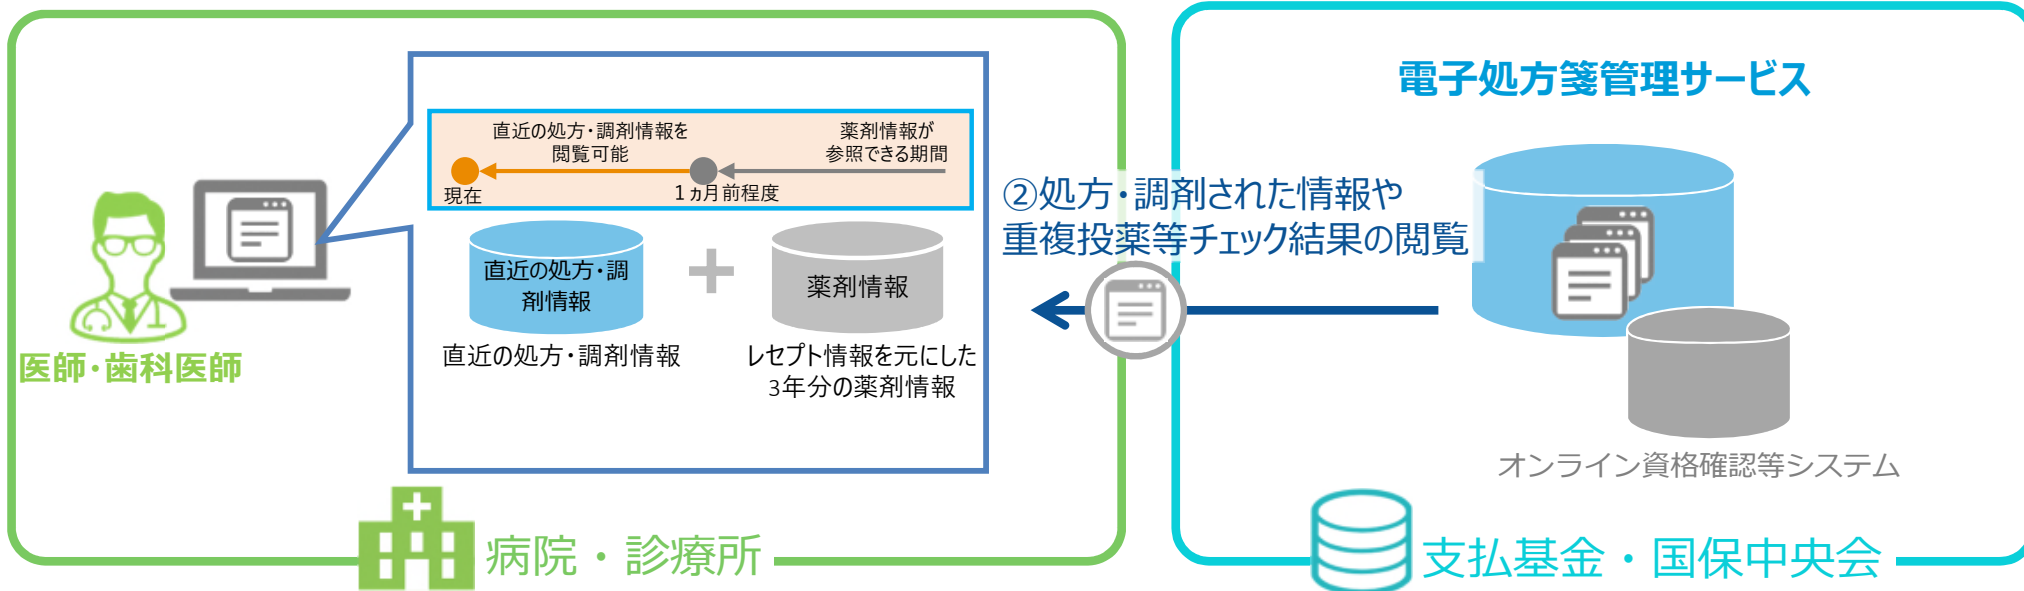 電子処方箋管理サービス
直近の処方・調剤情報を
閲覧可能
薬剤情報が
参照できる期間
現在
1ヵ月前程度
②処方・調剤された情報や
重複投薬等チェック結果の閲覧
直近の処方・調
剤情報
薬剤情報
直近の処方・調剤情報
レセプト情報を元にした
3年分の薬剤情報
医師・歯科医師
オンライン資格確認等システム
病院・診療所
支払基金・国保中央会